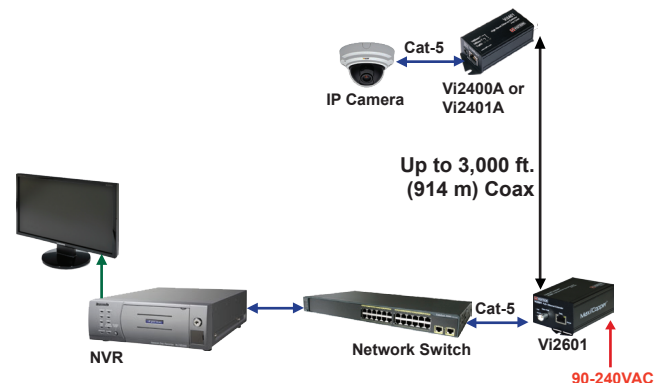 Cat-5
IP Camera
Vi2400A or
Vi2401A
Up to 3,000 ft.
(914 m) Coax
NVR
Network Switch
Cat-5
MaxiiCopper
Vi2601
90-240VAC